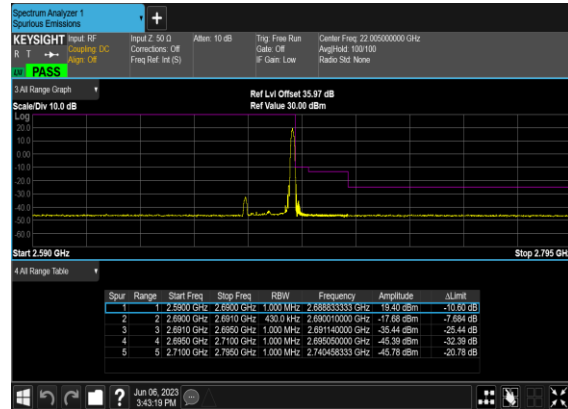 Spectrum Analyzer 1
Spurious Emissions
+
KEYSIGHT Input: RF Input Z: 50 Ω Atten: 10 dB Trig: Free Run Center Freq: 22.005000000 GHz
R T Coupling: DC Corrections: Off Gate: Off Avg|Hold: 100/100
Align: Off Freq Ref: Int (S) IF Gain: Low Radio Std: None
PASS
3 All Range Graph
Ref Lvl Offset 35.97 dB
Scale/Div 10.0 dB Ref Value 30.00 dBm
Log
20.0
10.0
0.00
-10.0
-20.0
-30.0
-40.0
-50.0
-60.0
Start 2.590 GHz Stop 2.795 GHz
4 All Range Table
Spur Range Start Freq Stop Freq RBW Frequency Amplitude ΔLimit
1 1 2.5900 GHz 2.6900 GHz 1.000 MHz 2.688833333 GHz 19.40 dBm -10.60 dB
2 2 2.6900 GHz 2.6910 GHz 430.0 kHz 2.690010000 GHz -17.68 dBm -7.684 dB
3 3 2.6910 GHz 2.6950 GHz 1.000 MHz 2.691140000 GHz -35.44 dBm -25.44 dB
4 4 2.6950 GHz 2.7100 GHz 1.000 MHz 2.695050000 GHz -45.39 dBm -32.39 dB
5 5 2.7100 GHz 2.7950 GHz 1.000 MHz 2.740458333 GHz -45.78 dBm -20.78 dB
? Jun 06, 2023
3:43:19 PM